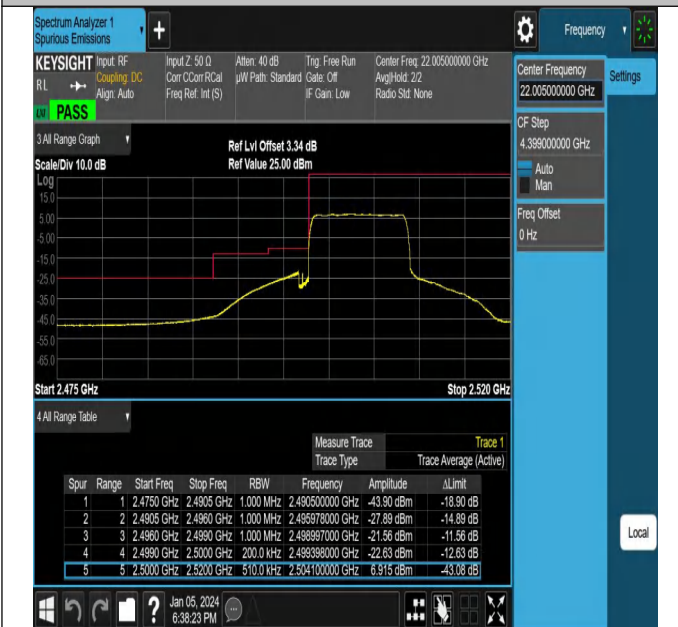 Spectrum Analyzer 1
Spurious Emissions
+
Frequency
KEYSIGHT
RL
PASS
Input: RF
Coupling: DC
Align: Auto
Input Z: 50 Ω
Corr CCorr RCal
Freq Ref: Int (S)
Atten: 40 dB
µW Path: Standard
Trig: Free Run
Gate: Off
IF Gain: Low
Center Freq: 22.005000000 GHz
Avg|Hold: 2/2
Radio Std: None
Center Frequency
22.005000000 GHz
Settings
CF Step
4.399000000 GHz
Auto
Man
Freq Offset
0 Hz
3 All Range Graph
Scale/Div 10.0 dB
Ref Lvl Offset 3.34 dB
Ref Value 25.00 dBm
Log
15.0
5.00
-5.00
-15.0
-25.0
-35.0
-45.0
-55.0
-65.0
Start 2.475 GHz
Stop 2.520 GHz
4 All Range Table
Measure Trace Trace 1
Trace Type Trace Average (Active)
Spur Range Start Freq Stop Freq RBW Frequency Amplitude ΔLimit
1 1 2.4750 GHz 2.4905 GHz 1.000 MHz 2.490500000 GHz -43.90 dBm -18.90 dB
2 2 2.4905 GHz 2.4960 GHz 1.000 MHz 2.495978000 GHz -27.89 dBm -14.89 dB
3 3 2.4960 GHz 2.4990 GHz 1.000 MHz 2.498997000 GHz -21.56 dBm -11.56 dB
4 4 2.4990 GHz 2.5000 GHz 200.0 kHz 2.499398000 GHz -22.63 dBm -12.63 dB
5 5 2.5000 GHz 2.5200 GHz 510.0 kHz 2.504100000 GHz 6.915 dBm -43.08 dB
Local
?
Jan 05, 2024
6:38:23 PM